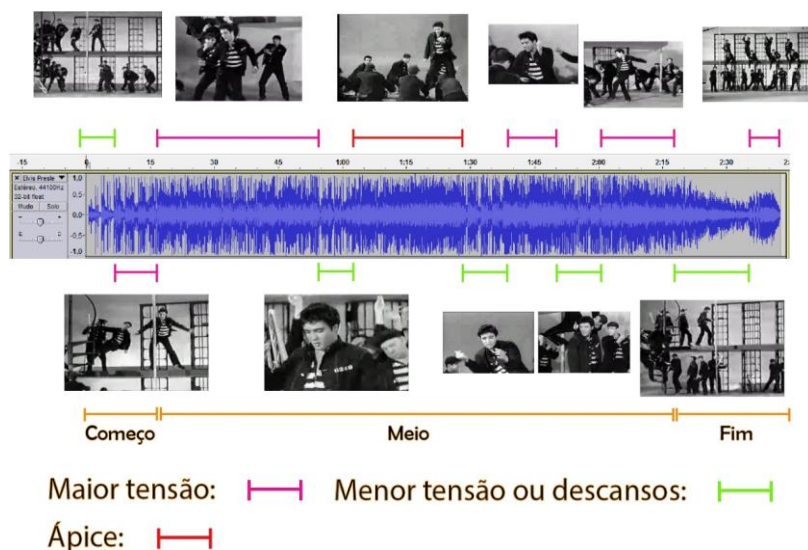 -15 0 15 30 45 1:00 1:15 1:30 1:45 2:00 2:15 2:30 2:4
X Elvis Presle ▼ 1.0
Estéreo, 44100Hz
32-bit float
Mudo Solo 0.5
- + 0.0
E D -0.5
-1.0
Começo Meio Fim
Maior tensão: Menor tensão ou descansos:
Ápice: